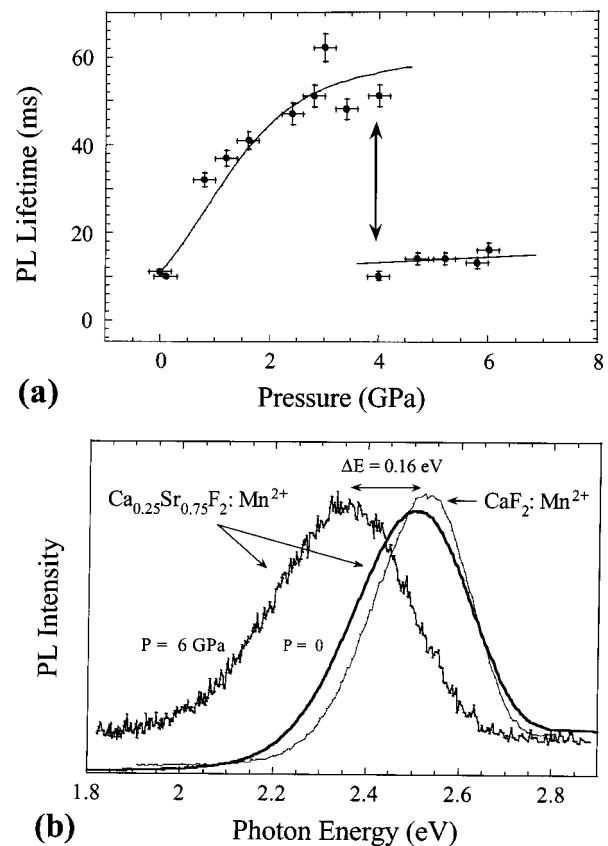 60
40
20
0
PL Lifetime (ms)
0 2 4 6 8
Pressure (GPa)
(a)
ΔE = 0.16 eV
Ca0.25Sr0.75F2: Mn2+
CaF2: Mn2+
P = 6 GPa
P = 0
PL Intensity
1.8 2 2.2 2.4 2.6 2.8
Photon Energy (eV)
(b)